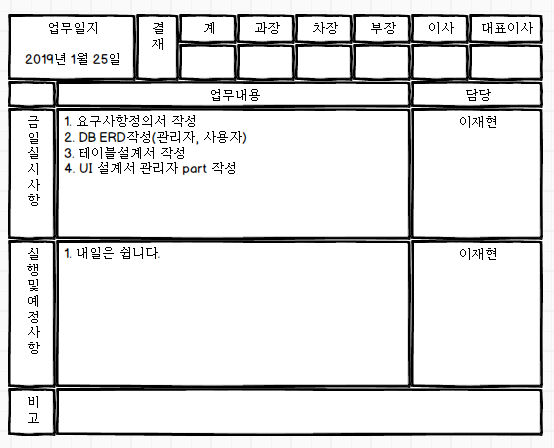 업무일지
2019년 1월 25일
결
재
계
과장
차장
부장
이사
대표이사
업무내용
담당
금
일
실
시
사
항
1. 요구사항정의서 작성
2. DB ERD작성(관리자, 사용자)
3. 테이블설계서 작성
4. UI 설계서 관리자 part 작성
이재현
실
행
및
예
정
사
항
1. 내일은 쉽니다.
이재현
비
고